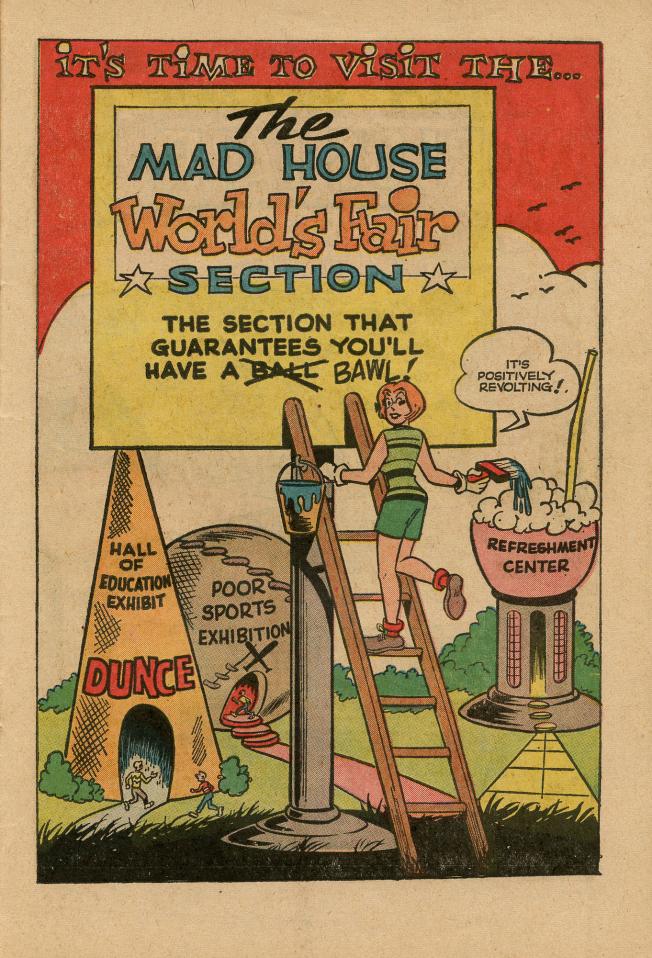 iT'S TiME TO ViSiT THE...
The
MAD HOUSE
World's Fair
SECTION
THE SECTION THAT
GUARANTEES YOU'LL
HAVE A BALL BAWL!
IT'S
POSITIVELY
REVOLTING!
HALL
OF
EDUCATION
EXHIBIT
DUNCE
POOR
SPORTS
EXHIBITION
REFRESHMENT
CENTER